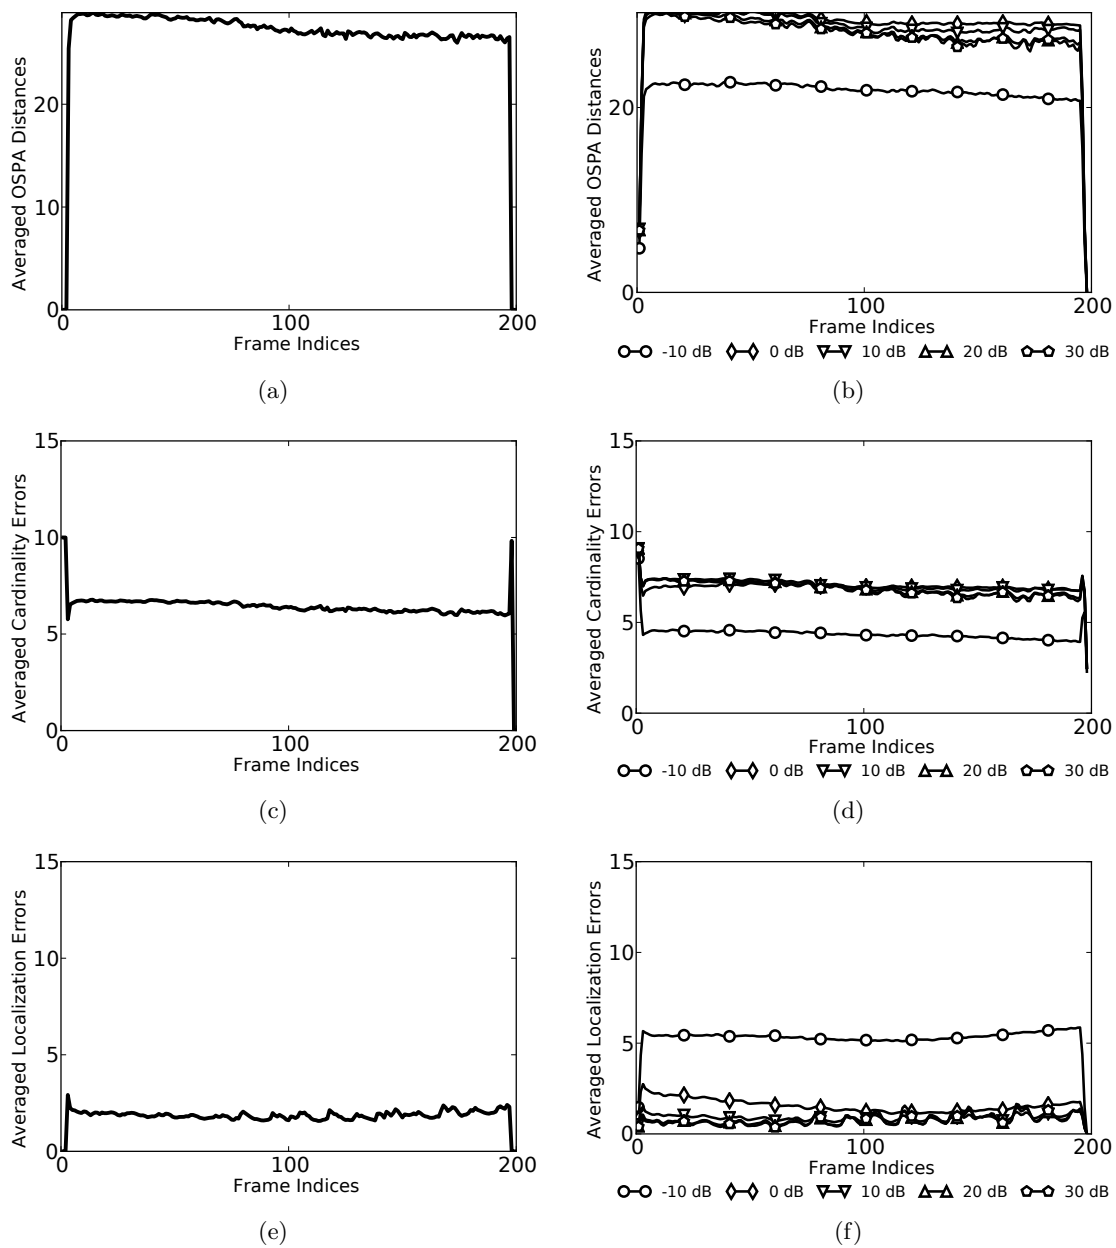 Averaged OSPA Distances
20
10
0
0 100 200
Frame Indices
(a)
Averaged OSPA Distances
20
0
0 100 200
Frame Indices
-10 dB 0 dB 10 dB 20 dB 30 dB
(b)
Averaged Cardinality Errors
15
10
5
0
0 100 200
Frame Indices
(c)
Averaged Cardinality Errors
15
10
5
0
0 100 200
Frame Indices
-10 dB 0 dB 10 dB 20 dB 30 dB
(d)
Averaged Localization Errors
15
10
5
0
0 100 200
Frame Indices
(e)
Averaged Localization Errors
15
10
5
0
0 100 200
Frame Indices
-10 dB 0 dB 10 dB 20 dB 30 dB
(f)